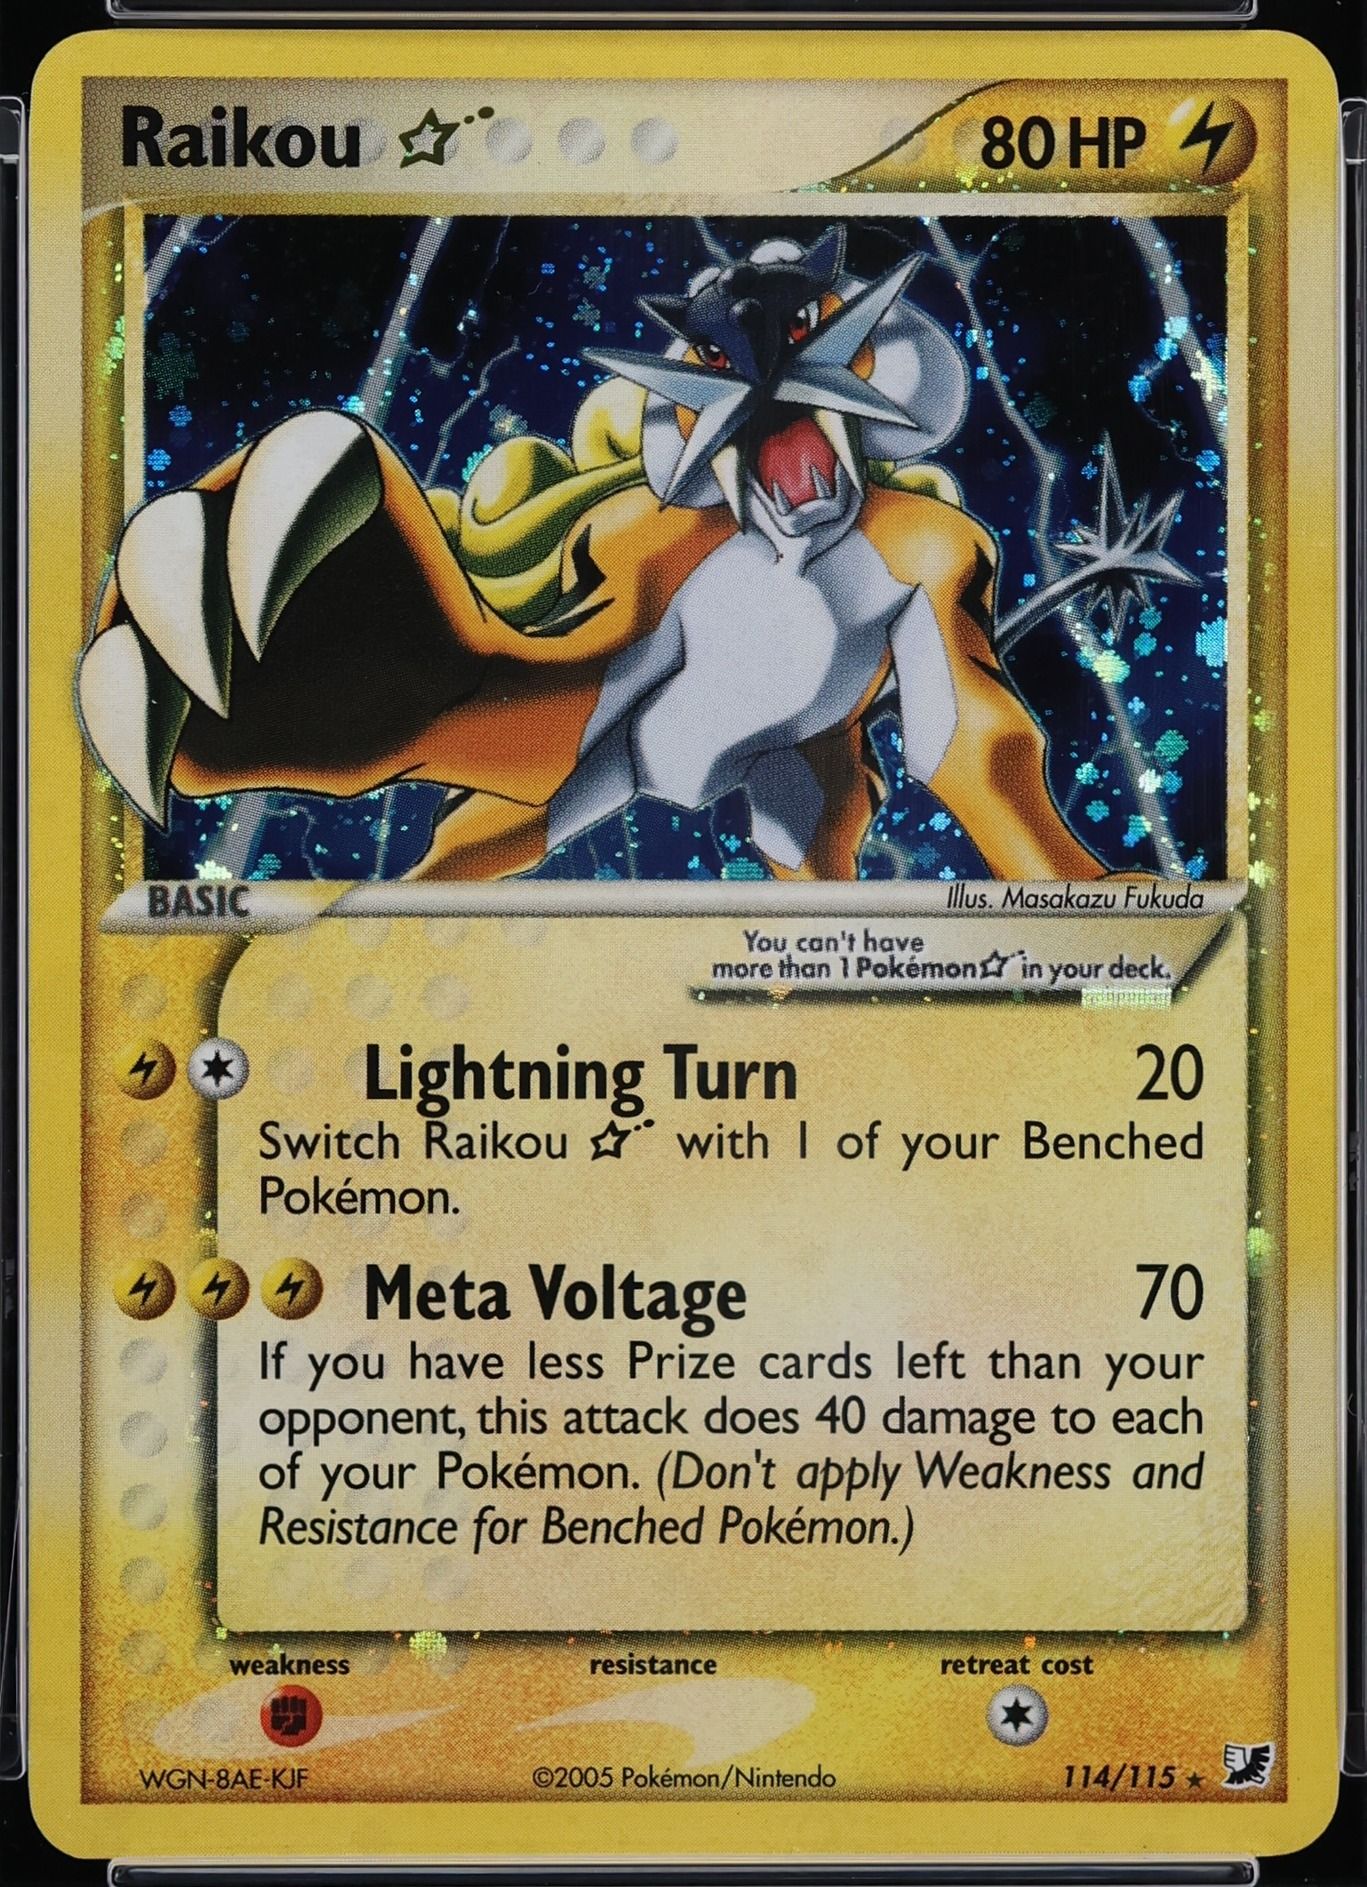 Raikou ☆
80 HP
BASIC
Illus. Masakazu Fukuda
You can't have
more than 1 Pokémon ☆ in your deck.
Lightning Turn 20
Switch Raikou ☆ with 1 of your Benched
Pokémon.
Meta Voltage 70
If you have less Prize cards left than your
opponent, this attack does 40 damage to each
of your Pokémon. (Don't apply Weakness and
Resistance for Benched Pokémon.)
weakness resistance retreat cost
WGN-8AE-KJF ©2005 Pokémon/Nintendo 114/115 ★